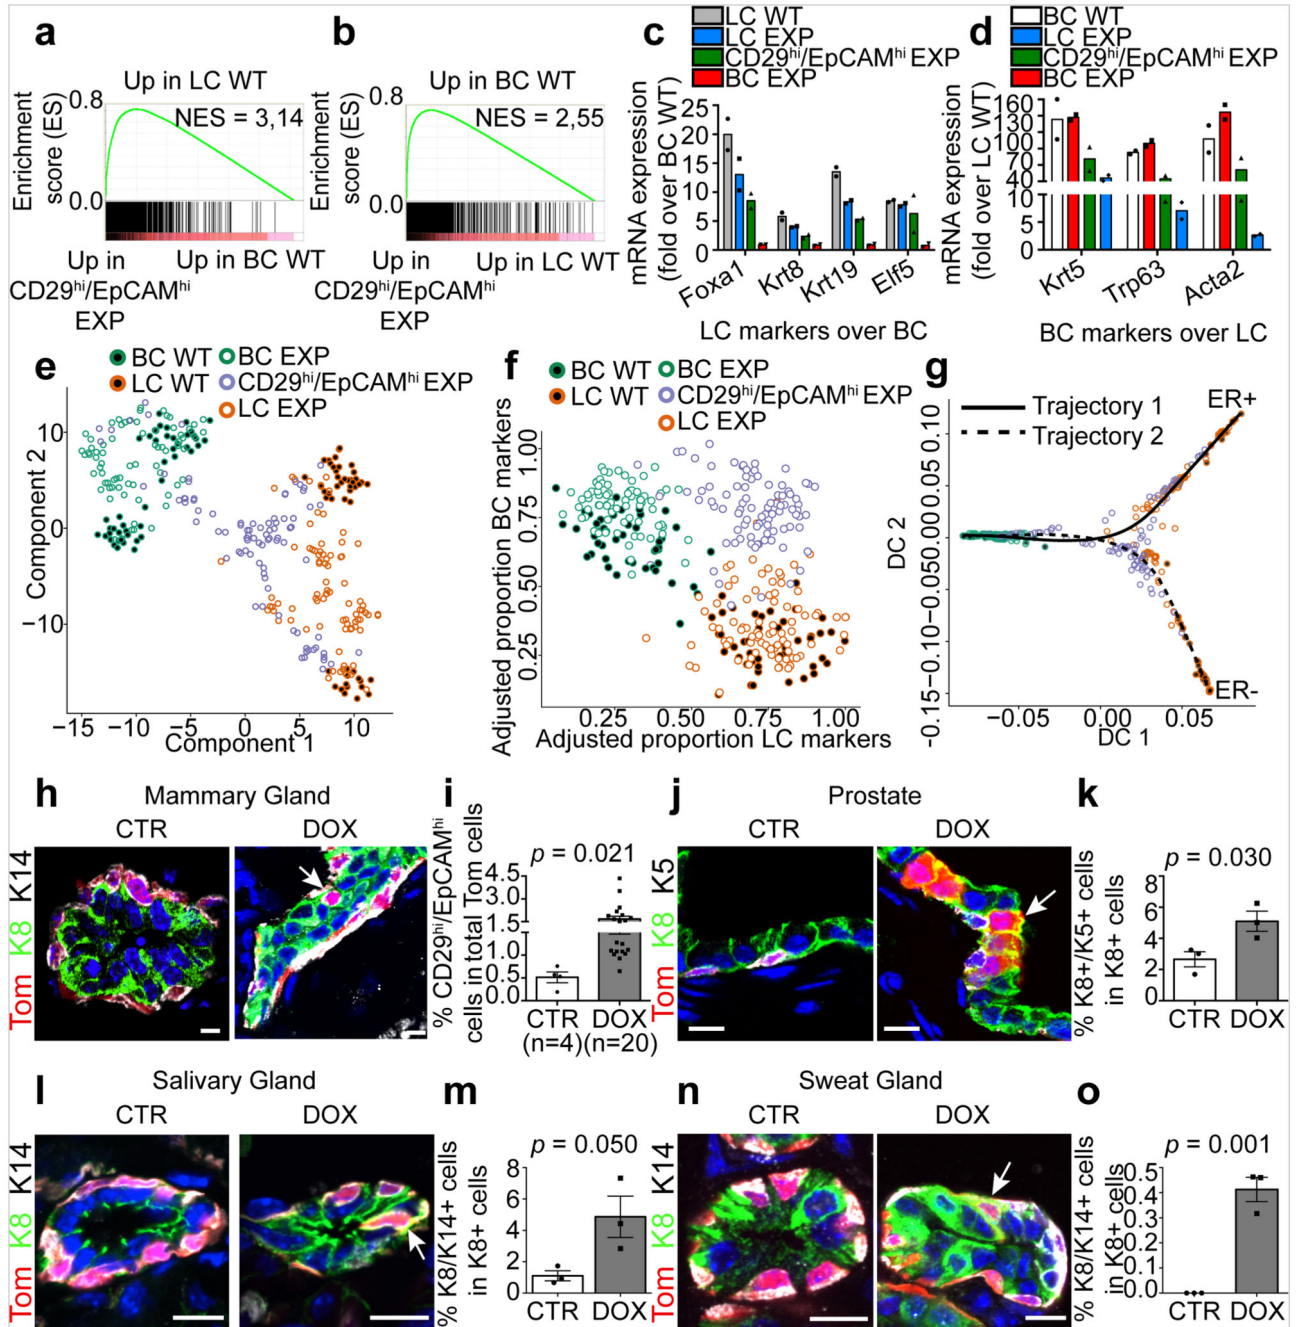 a
Up in LC WT
Enrichment
score (ES)
0.8
0.0
NES = 3,14
Up in
CD29hi/EpCAMhi
EXP
Up in BC WT
b
Up in BC WT
Enrichment
score (ES)
0.8
0.0
NES = 2,55
Up in
CD29hi/EpCAMhi
EXP
Up in LC WT
c
LC WT
LC EXP
CD29hi/EpCAMhi EXP
BC EXP
mRNA expression
(fold over BC WT)
25
20
15
10
5
0
Foxa1
Krt8
Krt19
Elf5
LC markers over BC
d
BC WT
LC EXP
CD29hi/EpCAMhi EXP
BC EXP
mRNA expression
(fold over LC WT)
160
130
100
70
40
10
5
0
Krt5
Trp63
Acta2
BC markers over LC
e
BC WT
BC EXP
LC WT
CD29hi/EpCAMhi EXP
LC EXP
Component 2
10
0
−10
−15
−10
−5
0
5
10
Component 1
f
BC WT
BC EXP
LC WT
CD29hi/EpCAMhi EXP
LC EXP
Adjusted proportion BC markers
1.00
0.75
0.50
0.25
0.25
0.50
0.75
1.00
Adjusted proportion LC markers
g
Trajectory 1
Trajectory 2
ER+
ER-
DC 2
0.10
0.05
0.00
−0.05
−0.10
−0.15
−0.05
0.00
0.05
DC 1
h
Mammary Gland
CTR
DOX
Tom K8 K14
i
% CD29hi/EpCAMhi
cells in total Tom cells
p = 0.021
4.5
3.0
1.5
1.0
0.5
0.0
CTR
DOX
(n=4)
(n=20)
j
Prostate
CTR
DOX
Tom K8 K5
k
% K8+/K5+ cells
in K8+ cells
p = 0.030
8
6
4
2
0
CTR
DOX
l
Salivary Gland
CTR
DOX
Tom K8 K14
m
% K8/K14+ cells
in K8+ cells
p = 0.050
8
6
4
2
0
CTR
DOX
n
Sweat Gland
CTR
DOX
Tom K8 K14
o
% K8/K14+ cells
in K8+ cells
p = 0.001
0.5
0.4
0.3
0.2
0.1
0.0
CTR
DOX